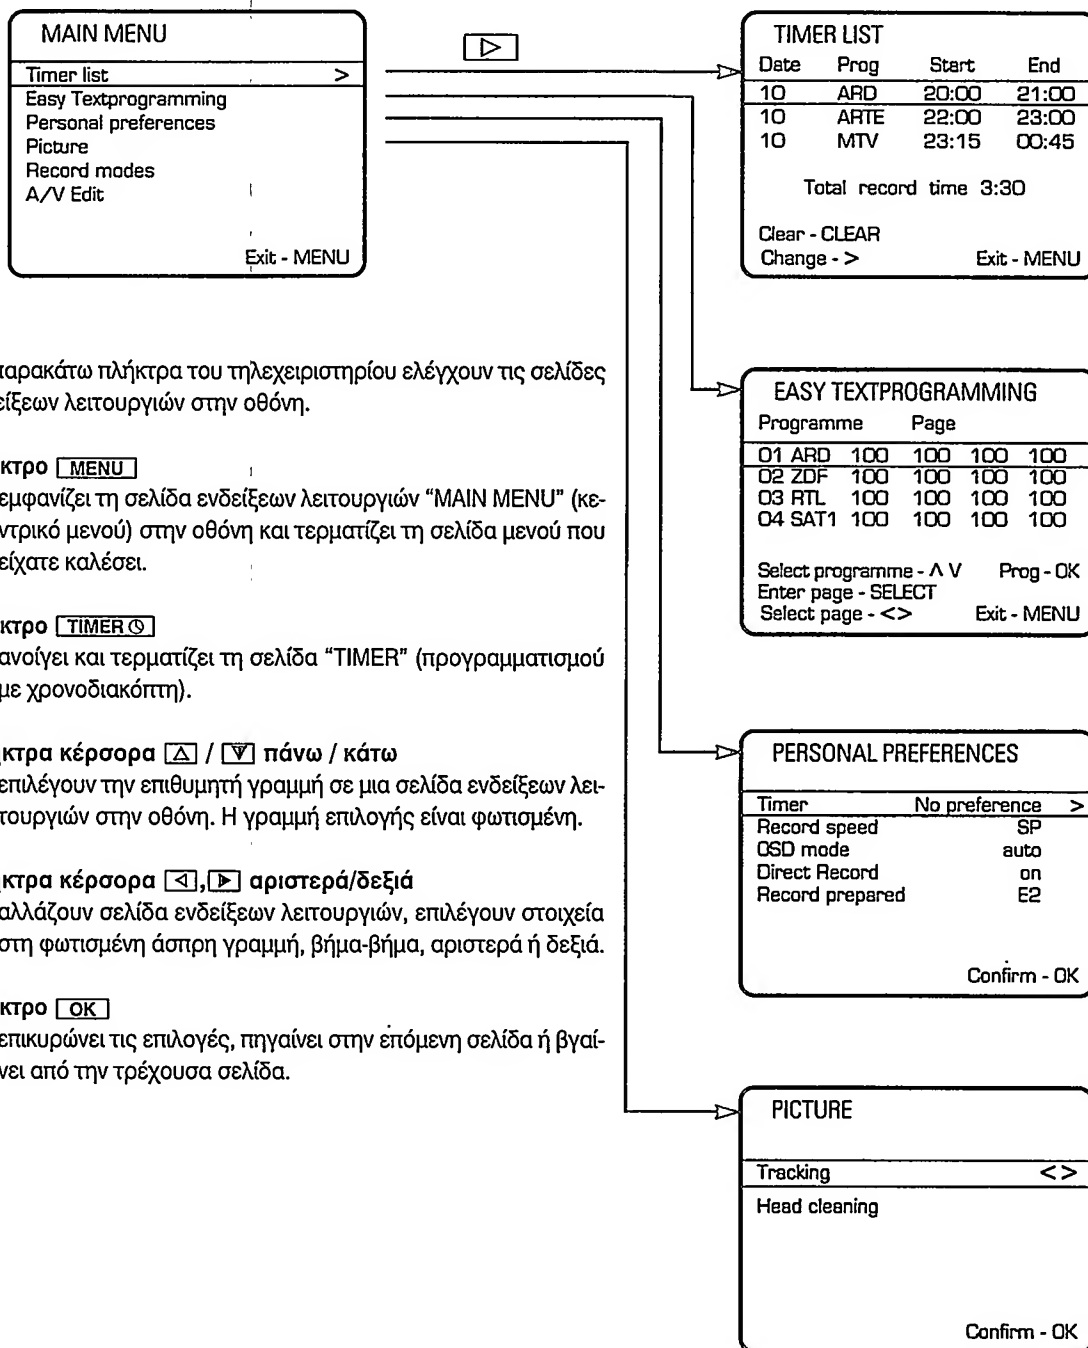 MAIN MENU
Timer list >
Easy Textprogramming
Personal preferences
Picture
Record modes
A/V Edit
Exit - MENU
παρακάτω πλήκτρα του τηλεχειριστηρίου ελέγχουν τις σελίδες
είξεων λειτουργιών στην οθόνη.
κτρο MENU
εμφανίζει τη σελίδα ενδείξεων λειτουργιών “MAIN MENU” (κε-
ντρικό μενού) στην οθόνη και τερματίζει τη σελίδα μενού που
είχατε καλέσει.
κτρο TIMER
ανοίγει και τερματίζει τη σελίδα “TIMER” (προγραμματισμού
με χρονοδιακόπτη).
κτρα κέρσορα △ / ▽ πάνω / κάτω
επιλέγουν την επιθυμητή γραμμή σε μια σελίδα ενδείξεων λει-
τουργιών στην οθόνη. Η γραμμή επιλογής είναι φωτισμένη.
κτρα κέρσορα ◁, ▷ αριστερά/δεξιά
αλλάζουν σελίδα ενδείξεων λειτουργιών, επιλέγουν στοιχεία
στη φωτισμένη άσπρη γραμμή, βήμα-βήμα, αριστερά ή δεξιά.
κτρο OK
επικυρώνει τις επιλογές, πηγαίνει στην επόμενη σελίδα ή βγαί-
νει από την τρέχουσα σελίδα.
TIMER LIST
Date Prog Start End
10 ARD 20:00 21:00
10 ARTE 22:00 23:00
10 MTV 23:15 00:45
Total record time 3:30
Clear - CLEAR
Change - > Exit - MENU
EASY TEXTPROGRAMMING
Programme Page
01 ARD 100 100 100 100
02 ZDF 100 100 100 100
03 RTL 100 100 100 100
04 SAT1 100 100 100 100
Select programme - Λ V Prog - OK
Enter page - SELECT
Select page - <> Exit - MENU
PERSONAL PREFERENCES
Timer No preference >
Record speed SP
OSD mode auto
Direct Record on
Record prepared E2
Confirm - OK
PICTURE
Tracking <>
Head cleaning
Confirm - OK